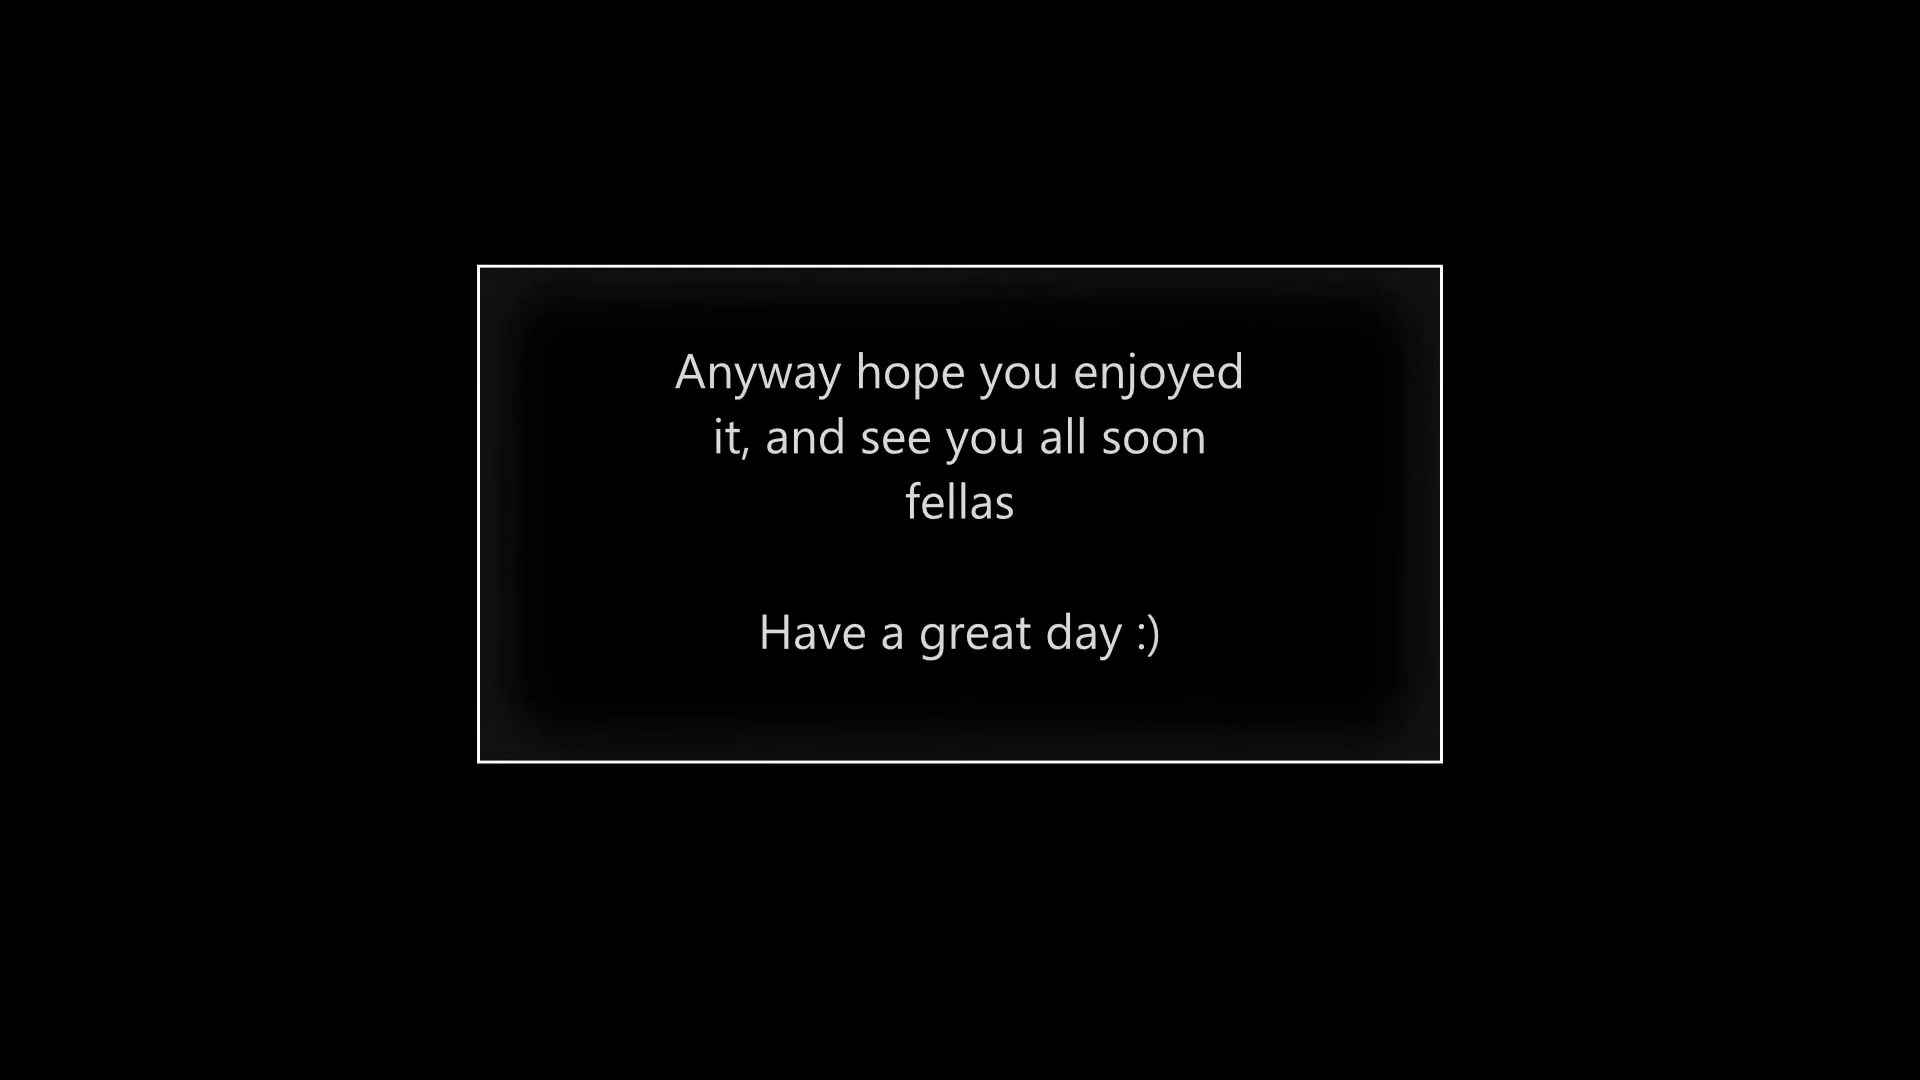 Anyway hope you enjoyed
it, and see you all soon
fellas
Have a great day :)